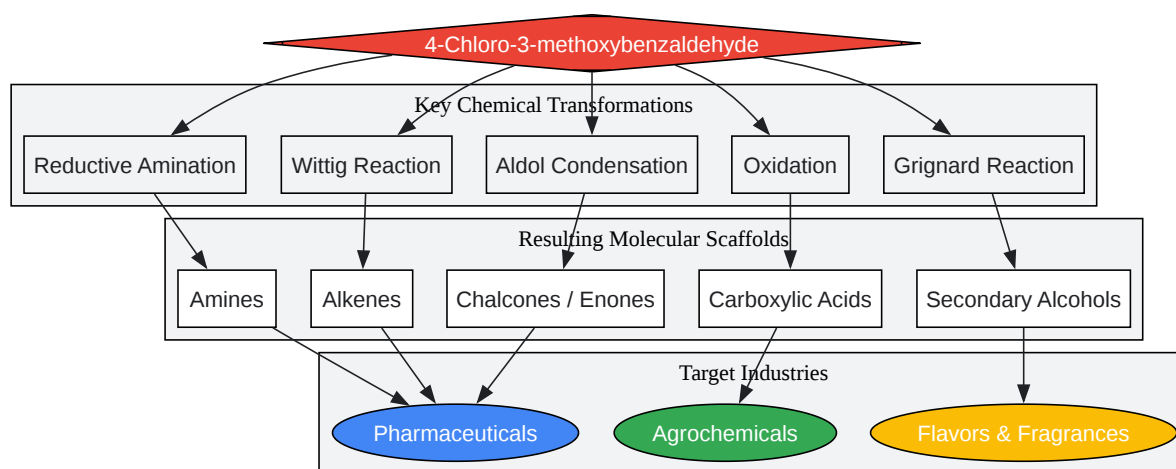 4-Chloro-3-methoxybenzaldehyde
Key Chemical Transformations
Reductive Amination
Wittig Reaction
Aldol Condensation
Oxidation
Grignard Reaction
Resulting Molecular Scaffolds
Amines
Alkenes
Chalcones / Enones
Carboxylic Acids
Secondary Alcohols
Target Industries
Pharmaceuticals
Agrochemicals
Flavors & Fragrances